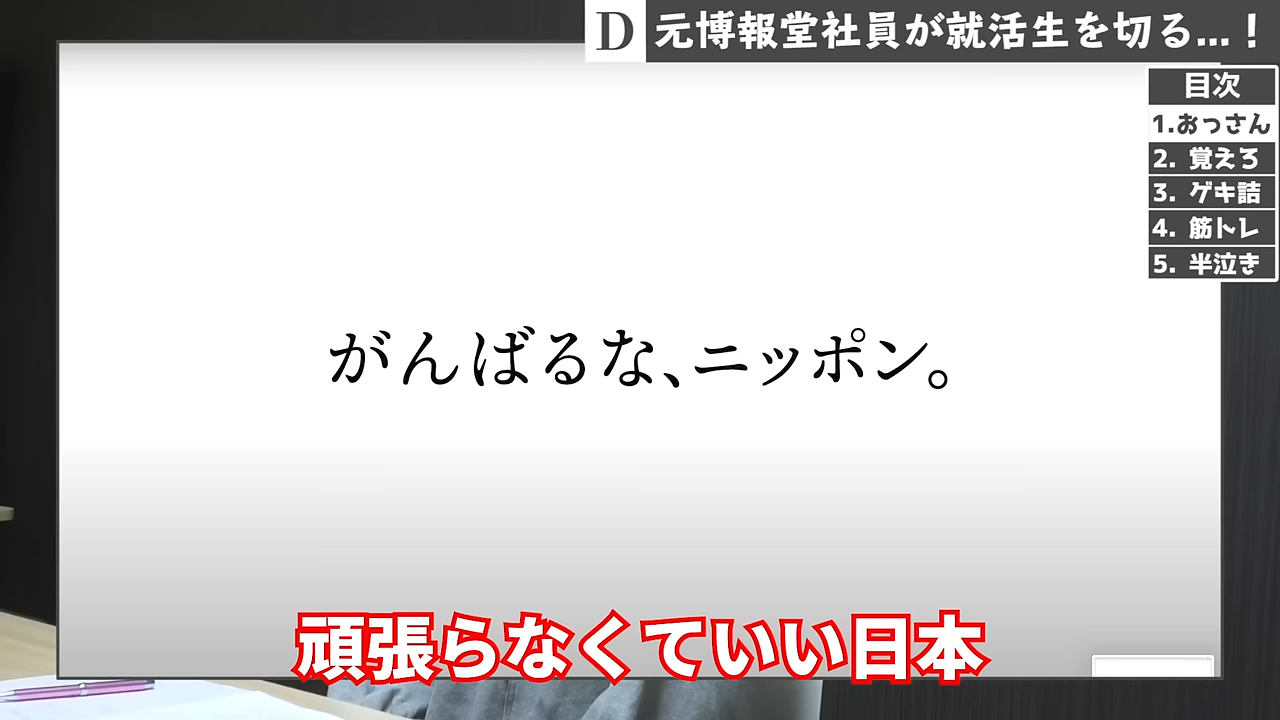 D 元博報堂社員が就活生を切る...！
目次
1.おっさん
2. 覚えろ
3. ゲキ詰
4. 筋トレ
5. 半泣き
がんばるな、ニッポン。
頑張らなくていい日本